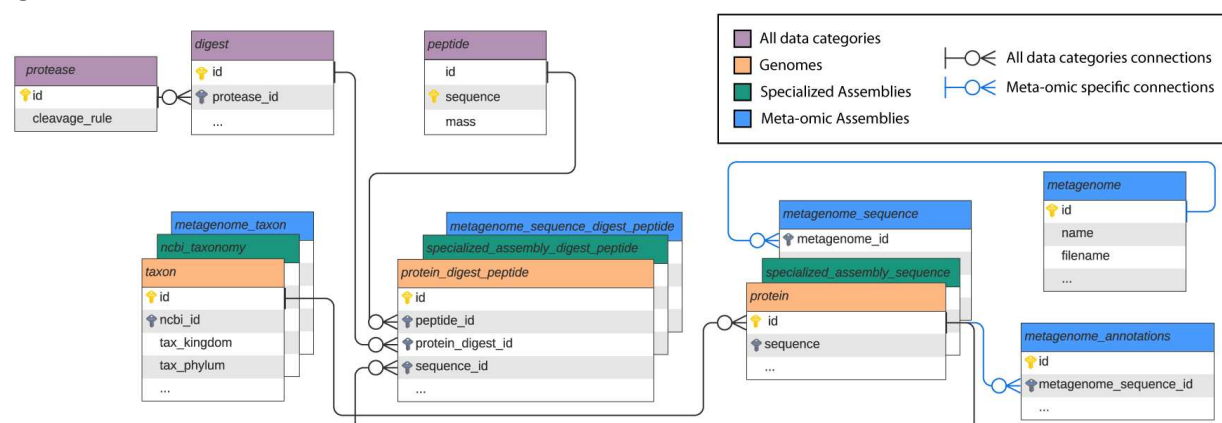 digest
id
protease_id
...
peptide
id
sequence
mass
protease
id
cleavage_rule
All data categories
Genomes
Specialized Assemblies
Meta-omic Assemblies
All data categories connections
Meta-omic specific connections
metagenome_taxon
ncbi_taxonomy
taxon
id
ncbi_id
tax_kingdom
tax_phylum
...
metagenome_sequence_digest_peptide
specialized_assembly_digest_peptide
protein_digest_peptide
id
peptide_id
protein_digest_id
sequence_id
...
metagenome_sequence
metagenome_id
specialized_assembly_sequence
protein
id
sequence
...
metagenome
id
name
filename
...
metagenome_annotations
id
metagenome_sequence_id
...